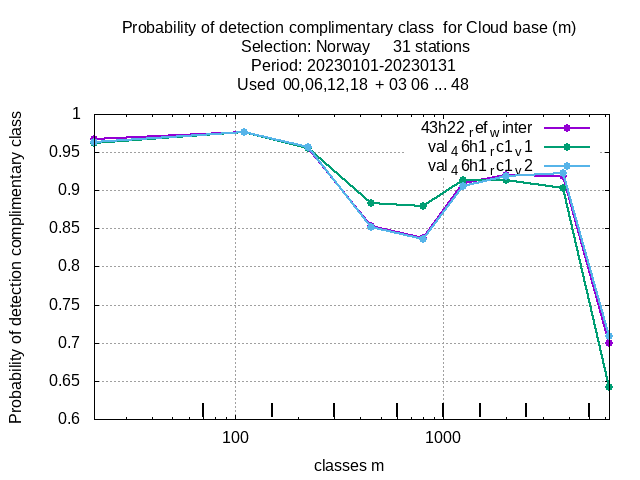 Probability of detection complimentary class  for Cloud base (m)
Selection: Norway     31 stations
Period: 20230101-20230131
Used  00,06,12,18  + 03 06 ... 48
Probability of detection complimentary class
1
0.95
0.9
0.85
0.8
0.75
0.7
0.65
0.6
43h22_ref_winter
val_46h1_rc1_v1
val_46h1_rc1_v2
100
1000
classes m